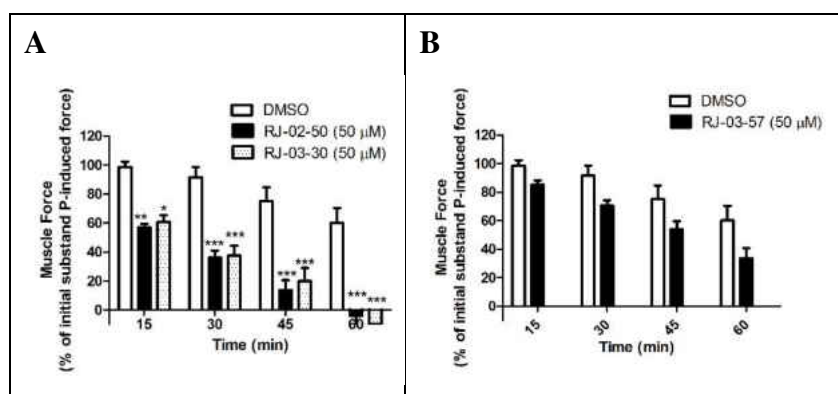 A
DMSO
RJ-02-50 (50 μM)
RJ-03-30 (50 μM)
Muscle Force
(% of initial substand P-induced force)
120
100
80
60
40
20
0
** *
*** ***
*** ***
*** ***
15 30 45 60
Time (min)
B
DMSO
RJ-03-57 (50 μM)
Muscle Force
(% of initial substand P-induced force)
120
100
80
60
40
20
0
15 30 45 60
Time (min)